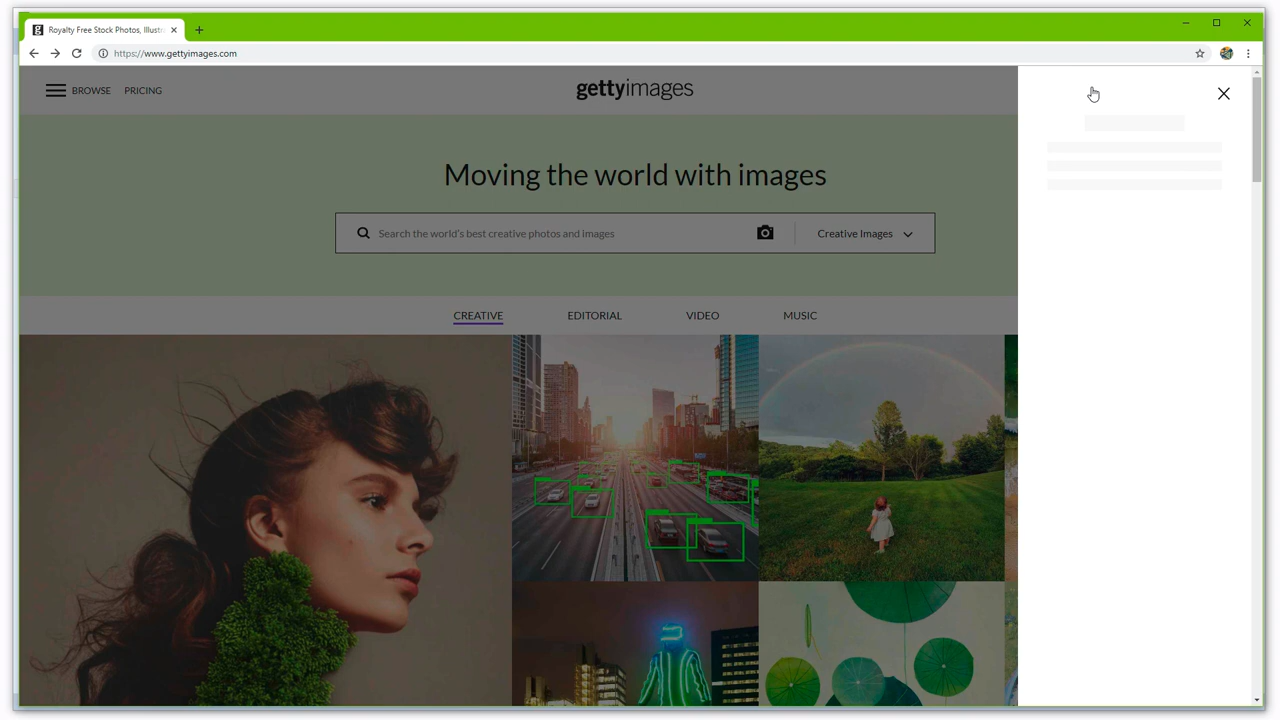 Royalty Free Stock Photos, Illustr
https://www.gettyimages.com
BROWSE PRICING
gettyimages
Moving the world with images
Search the world's best creative photos and images
Creative Images
CREATIVE EDITORIAL VIDEO MUSIC